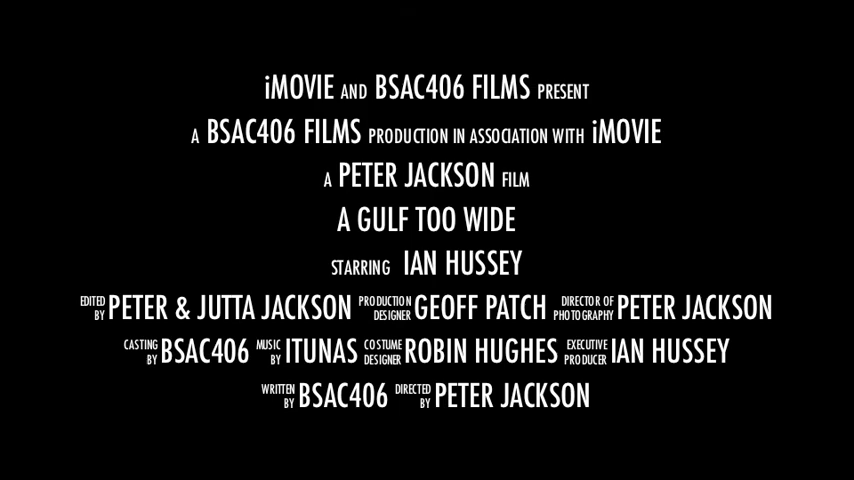 iMOVIE AND BSAC406 FILMS PRESENT
A BSAC406 FILMS PRODUCTION IN ASSOCIATION WITH iMOVIE
A PETER JACKSON FILM
A GULF TOO WIDE
STARRING IAN HUSSEY
EDITED BY PETER & JUTTA JACKSON PRODUCTION DESIGNER GEOFF PATCH DIRECTOR OF PHOTOGRAPHY PETER JACKSON
CASTING BY BSAC406 MUSIC BY ITUNAS COSTUME DESIGNER ROBIN HUGHES EXECUTIVE PRODUCER IAN HUSSEY
WRITTEN BY BSAC406 DIRECTED BY PETER JACKSON